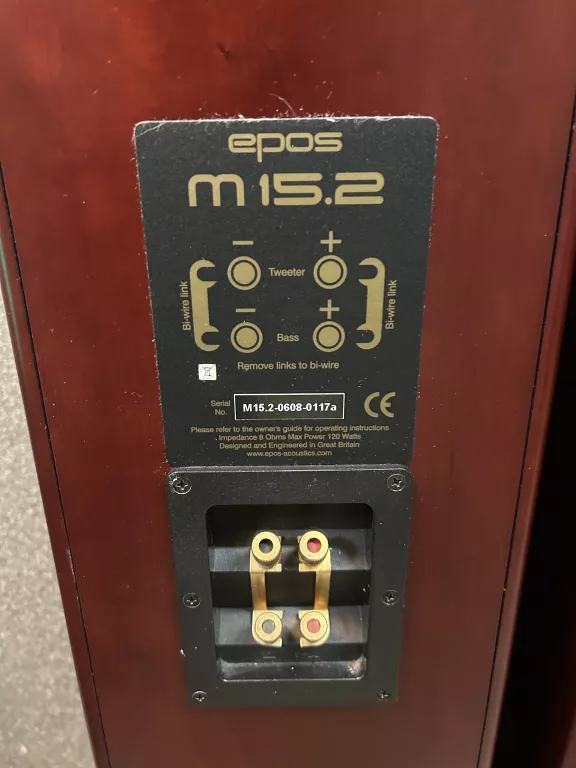 epos
m 15.2
− +
Tweeter
Bi-wire link
Bi-wire link
− +
Bass
Remove links to bi-wire
Serial No. M15.2-0608-0117a CE
Please refer to the owner's guide for operating instructions
Impedance 8 Ohms Max Power 120 Watts
Designed and Engineered in Great Britain
www.epos-acoustics.com